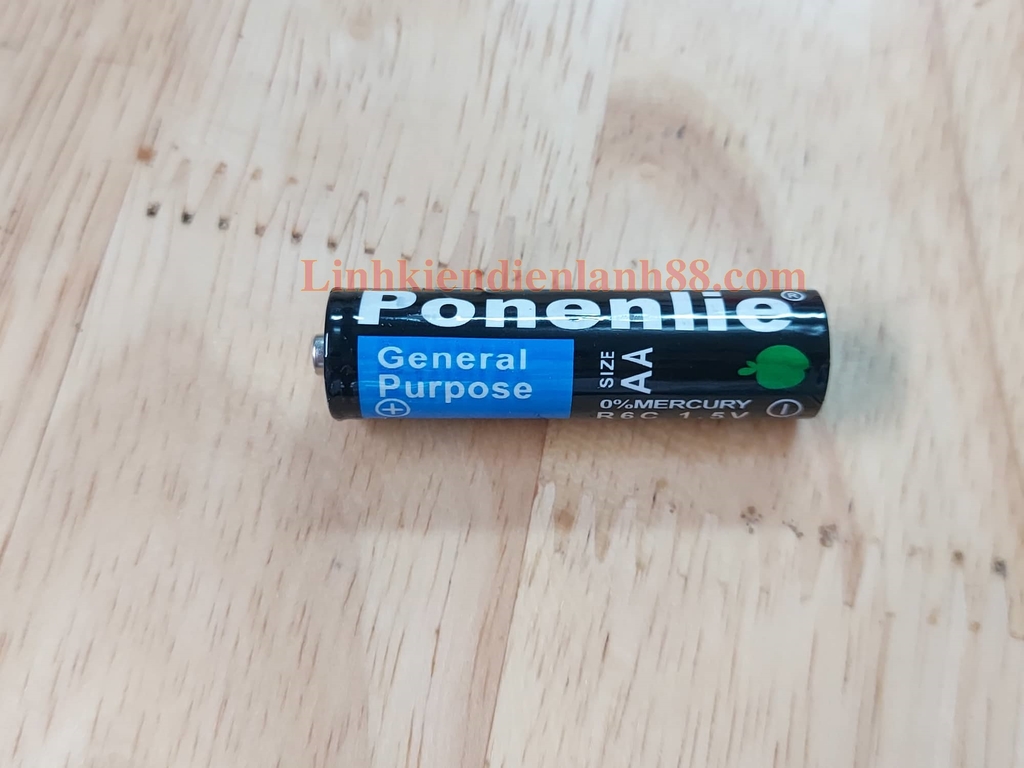 Linhkiendienlanh88.com
Ponenlie®
General
Purpose
SIZE
AA
0%MERCURY
R6C 1.5V